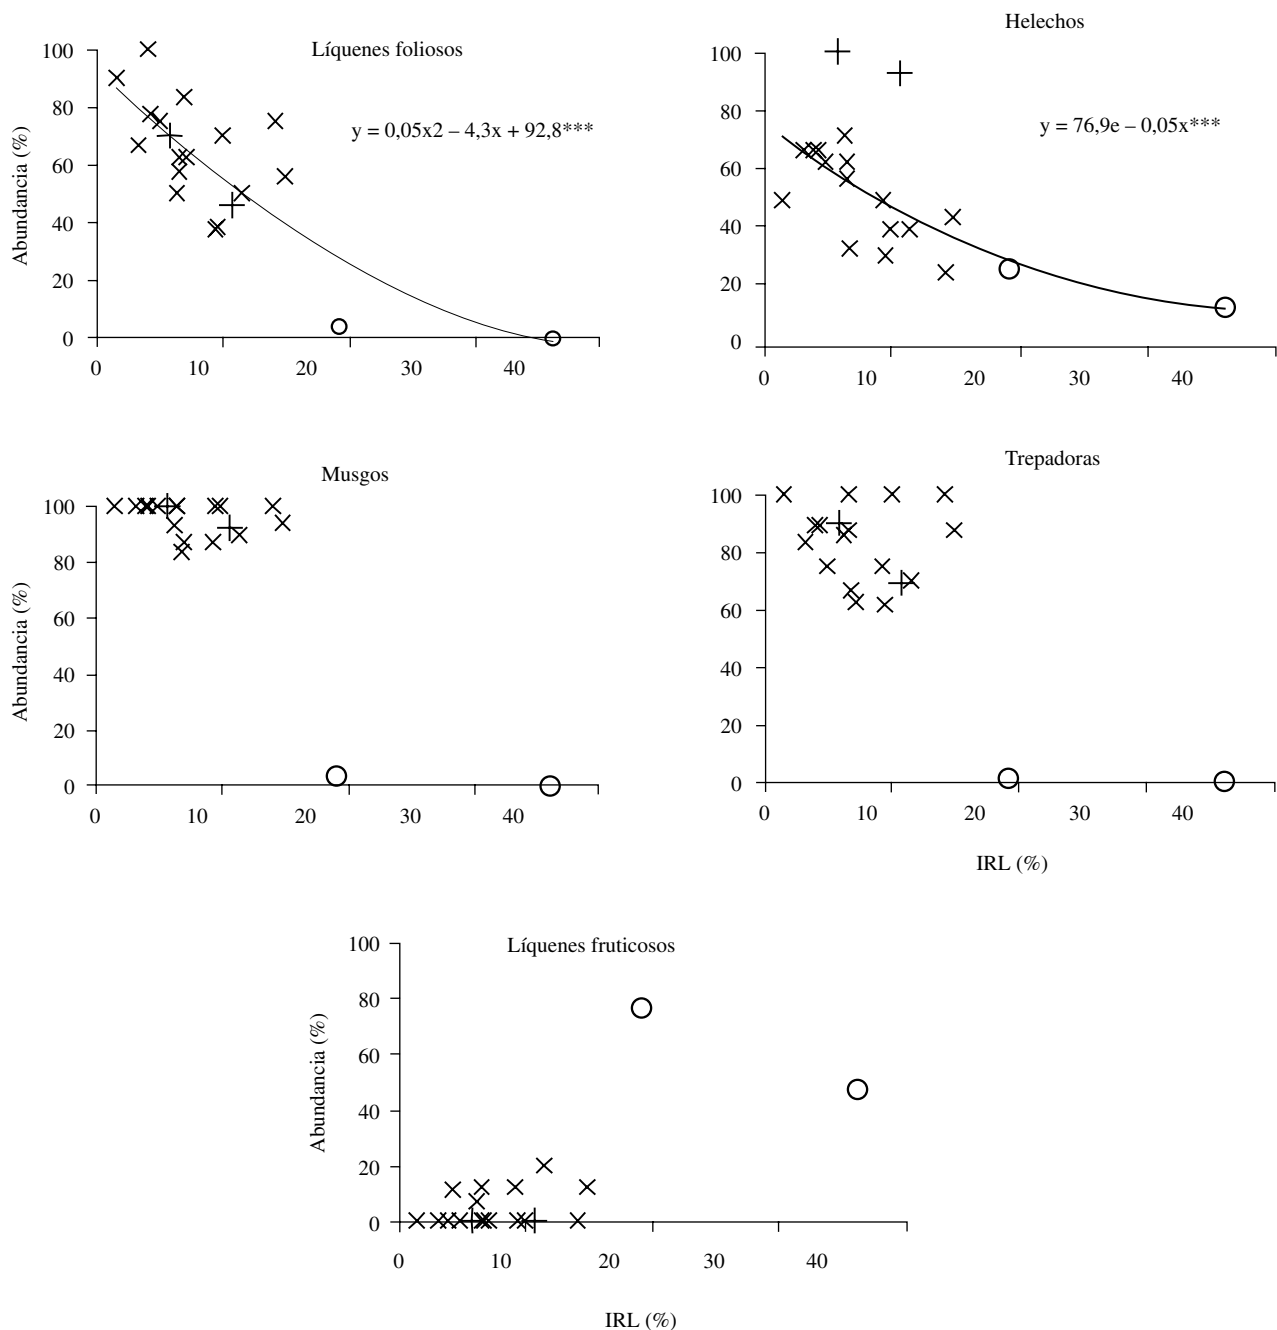 Líquenes foliosos
y = 0,05x2 – 4,3x + 92,8***
Abundancia (%)
100
80
60
40
20
0
0 10 20 30 40
Helechos
y = 76,9e – 0,05x***
100
80
60
40
20
0
0 10 20 30 40
Musgos
Abundancia (%)
100
80
60
40
20
0
0 10 20 30 40
Trepadoras
100
80
60
40
20
0
0 10 20 30 40
IRL (%)
Líquenes fruticosos
Abundancia (%)
100
80
60
40
20
0
0 10 20 30 40
IRL (%)